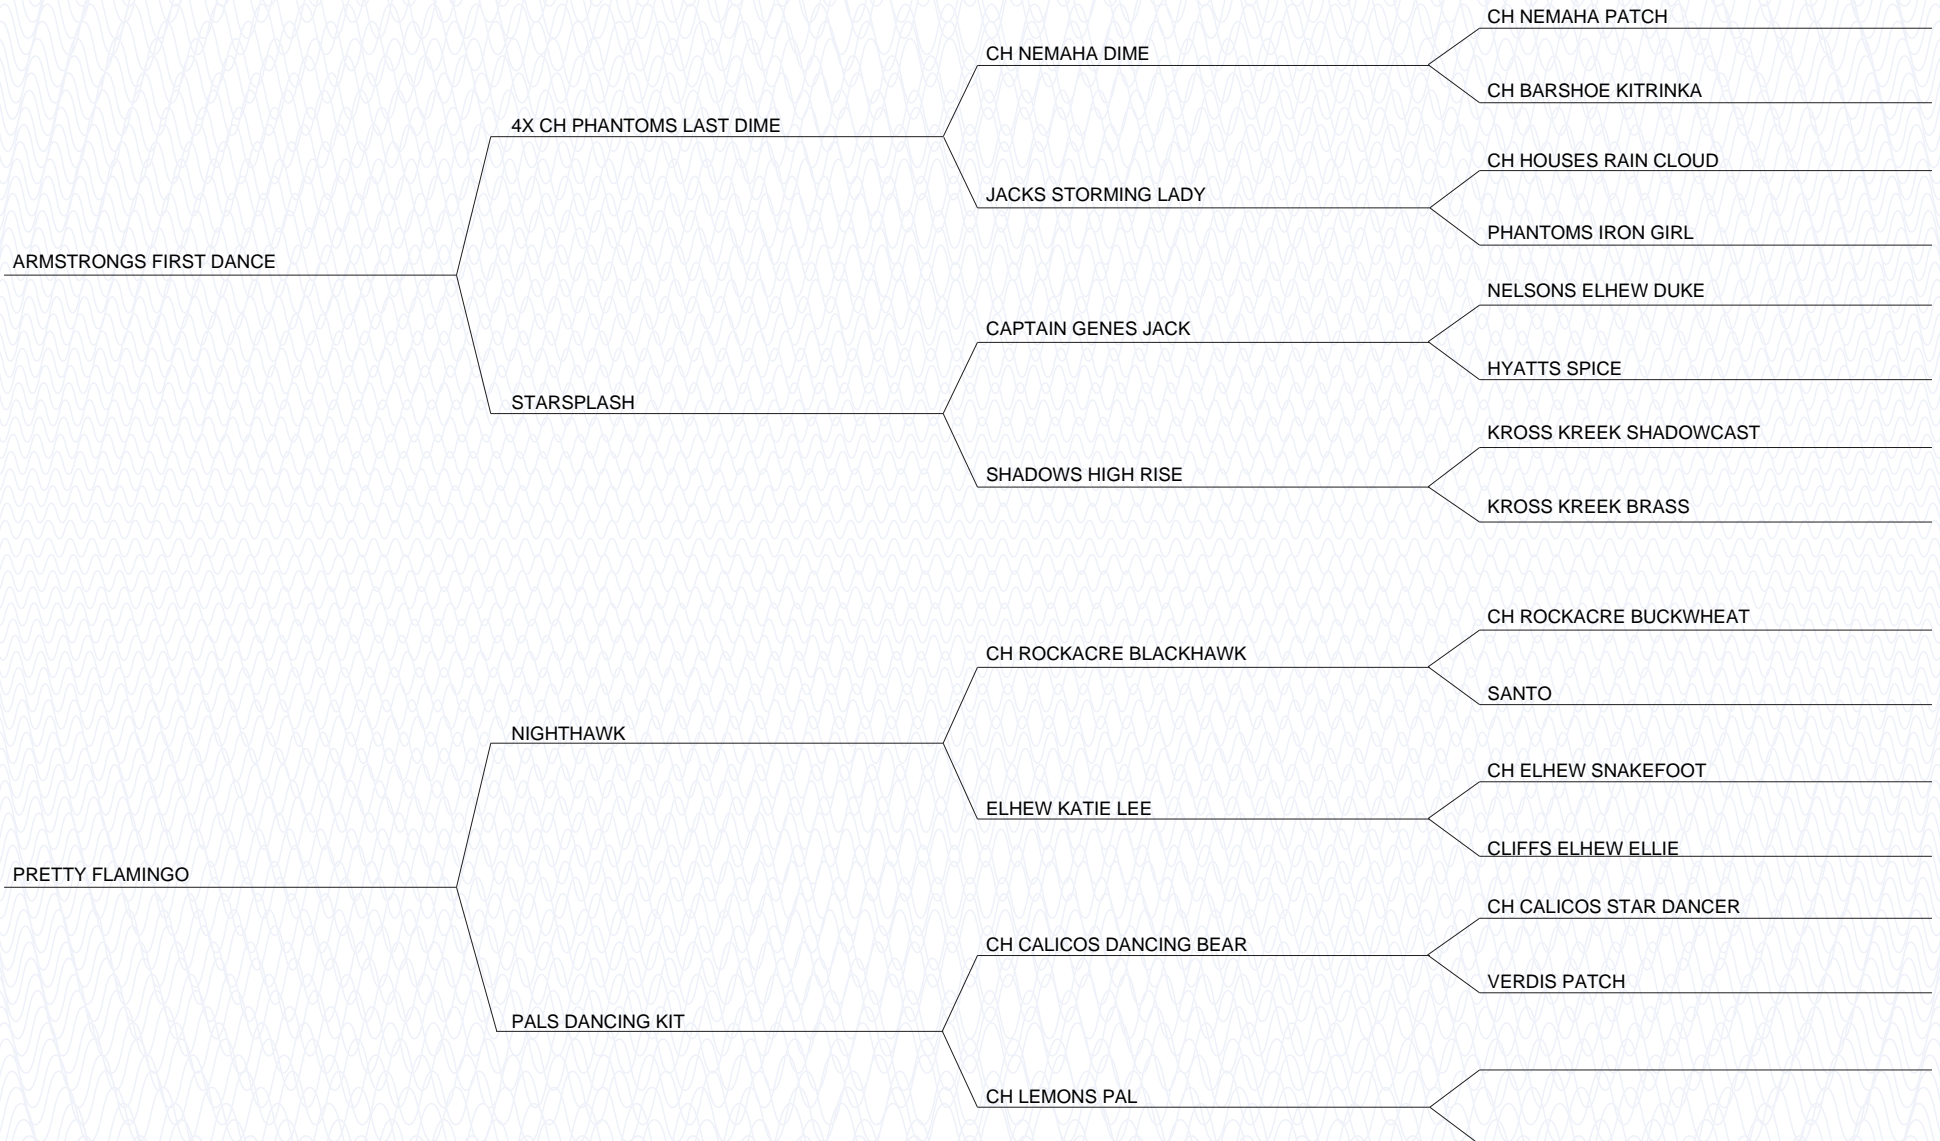 CH NEMAHA PATCH
CH NEMAHA DIME
CH BARSHOE KITRINKA
4X CH PHANTOMS LAST DIME
CH HOUSES RAIN CLOUD
JACKS STORMING LADY
PHANTOMS IRON GIRL
ARMSTRONGS FIRST DANCE
NELSONS ELHEW DUKE
CAPTAIN GENES JACK
HYATTS SPICE
STARSPLASH
KROSS KREEK SHADOWCAST
SHADOWS HIGH RISE
KROSS KREEK BRASS
CH ROCKACRE BUCKWHEAT
CH ROCKACRE BLACKHAWK
SANTO
NIGHTHAWK
CH ELHEW SNAKEFOOT
ELHEW KATIE LEE
CLIFFS ELHEW ELLIE
PRETTY FLAMINGO
CH CALICOS STAR DANCER
CH CALICOS DANCING BEAR
VERDIS PATCH
PALS DANCING KIT
CH LEMONS PAL